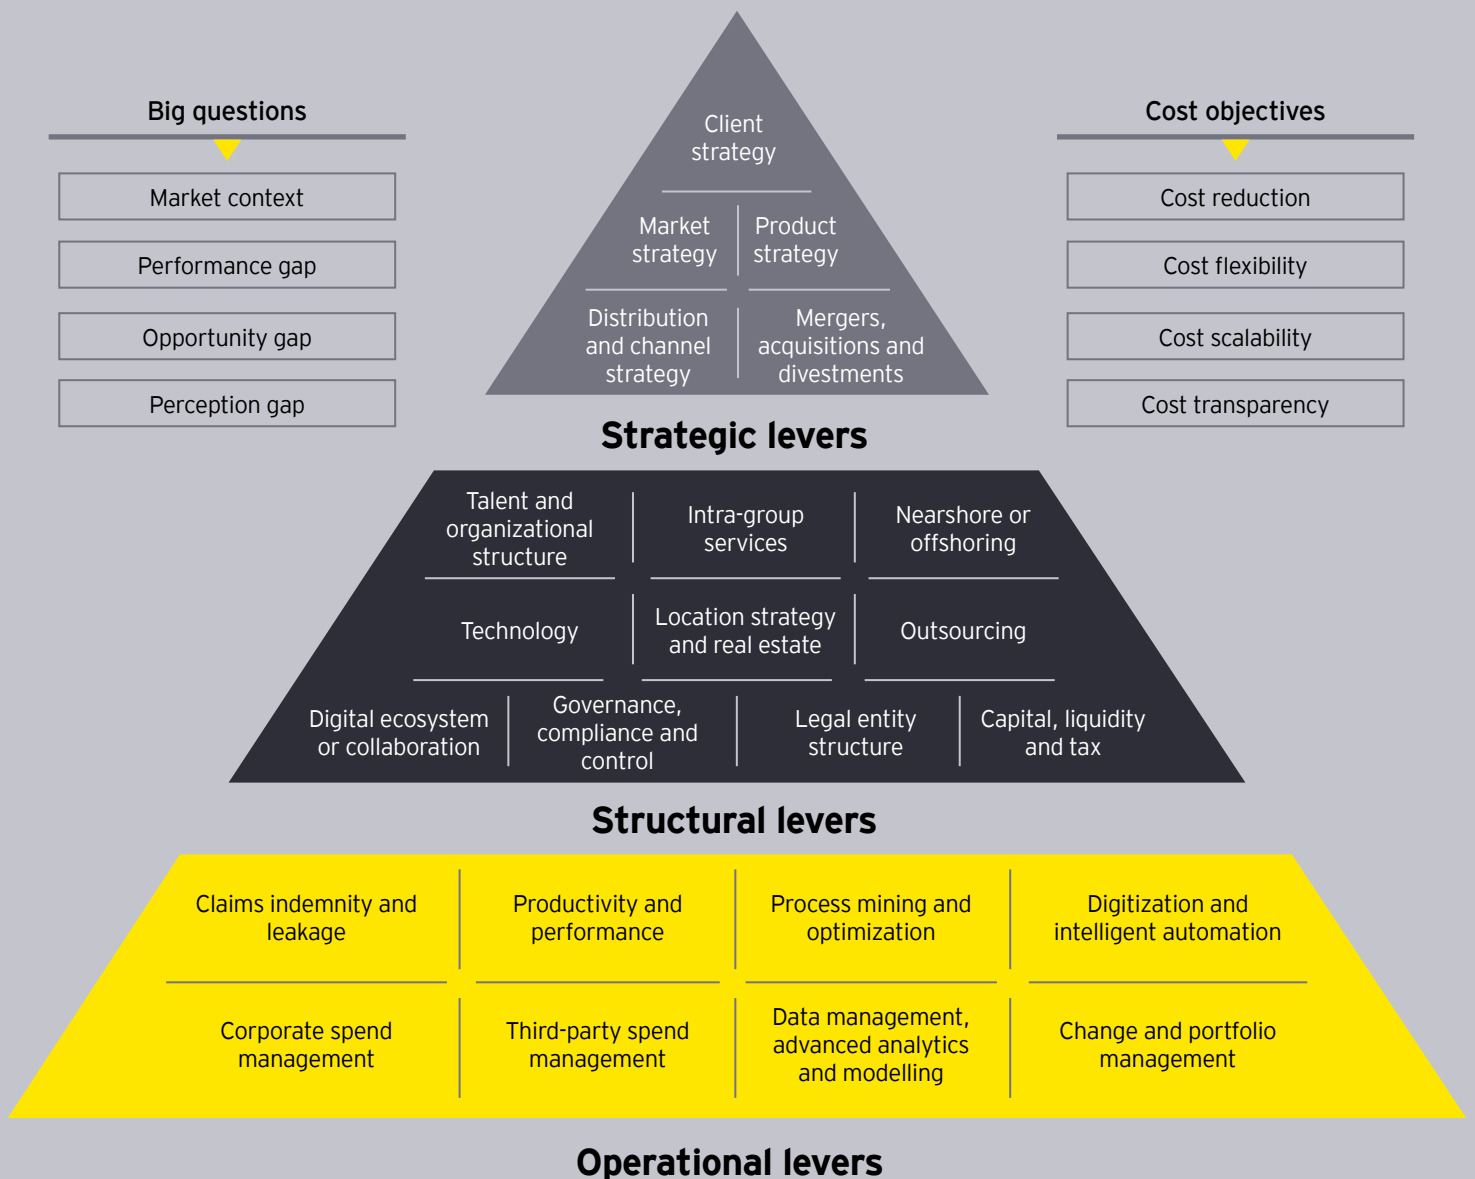 Big questions
Market context
Performance gap
Opportunity gap
Perception gap
Client
strategy
Market
strategy
Product
strategy
Distribution
and channel
strategy
Mergers,
acquisitions and
divestments
Strategic levers
Cost objectives
Cost reduction
Cost flexibility
Cost scalability
Cost transparency
Talent and
organizational
structure
Intra-group
services
Nearshore or
offshoring
Technology
Location strategy
and real estate
Outsourcing
Digital ecosystem
or collaboration
Governance,
compliance and
control
Legal entity
structure
Capital, liquidity
and tax
Structural levers
Claims indemnity and
leakage
Productivity and
performance
Process mining and
optimization
Digitization and
intelligent automation
Corporate spend
management
Third-party spend
management
Data management,
advanced analytics
and modelling
Change and portfolio
management
Operational levers